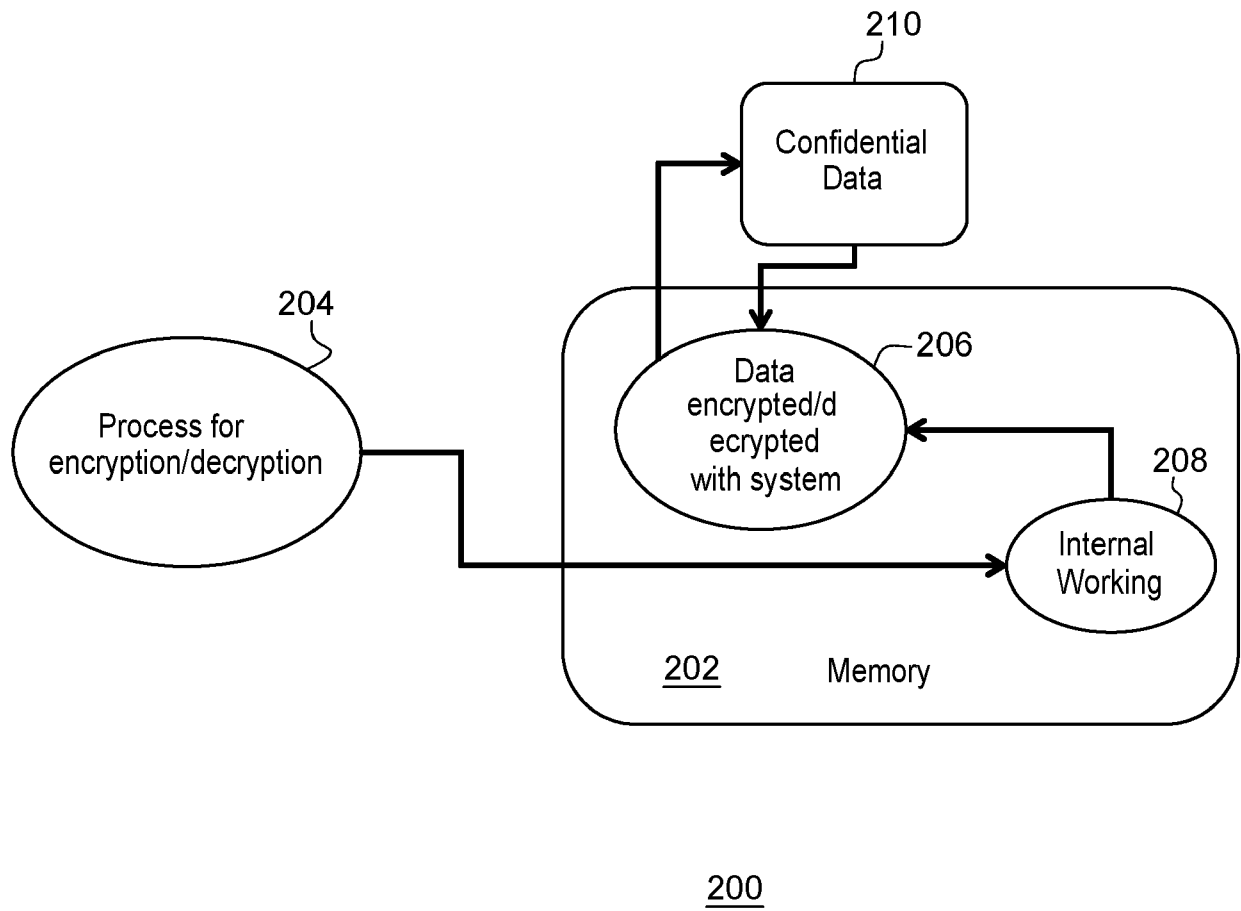 210
Confidential
Data
204
Process for
encryption/decryption
206
Data
encrypted/d
ecrypted
with system
208
Internal
Working
202
Memory
200